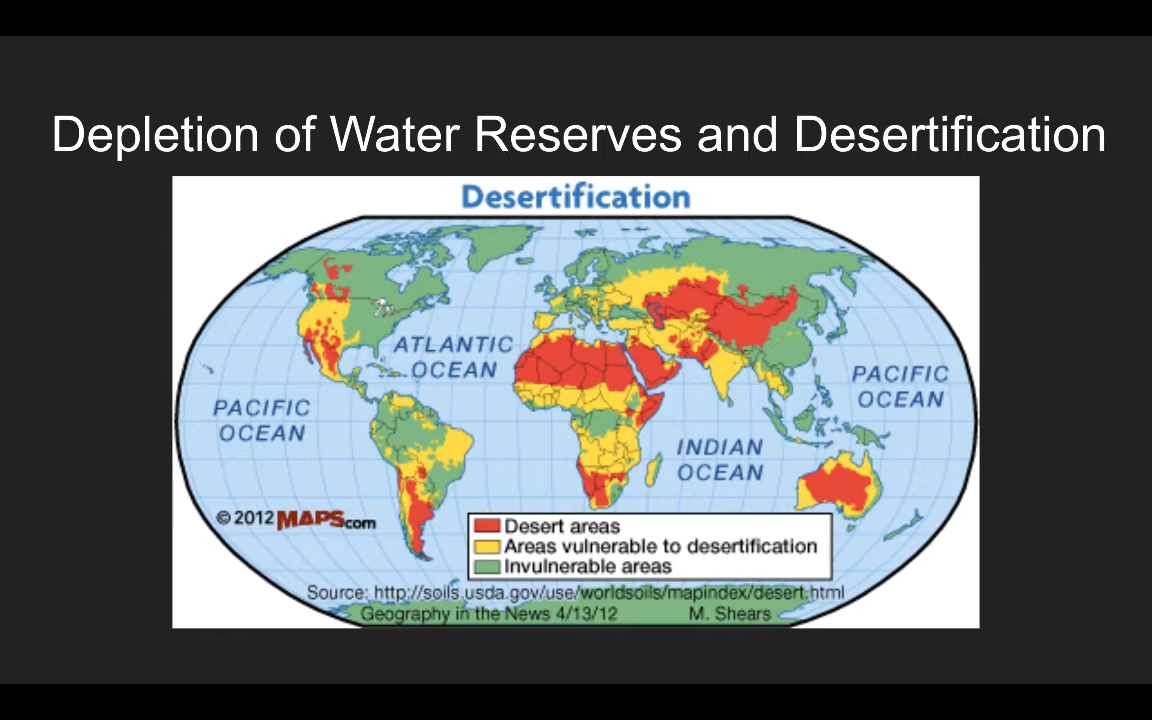 Depletion of Water Reserves and Desertification
Desertification
ATLANTIC
OCEAN
PACIFIC
OCEAN
PACIFIC
OCEAN
INDIAN
OCEAN
© 2012 MAPS.com
Desert areas
Areas vulnerable to desertification
Invulnerable areas
Source: http://soils.usda.gov/use/worldsoils/mapindex/desert.html
Geography in the News 4/13/12 M. Shears